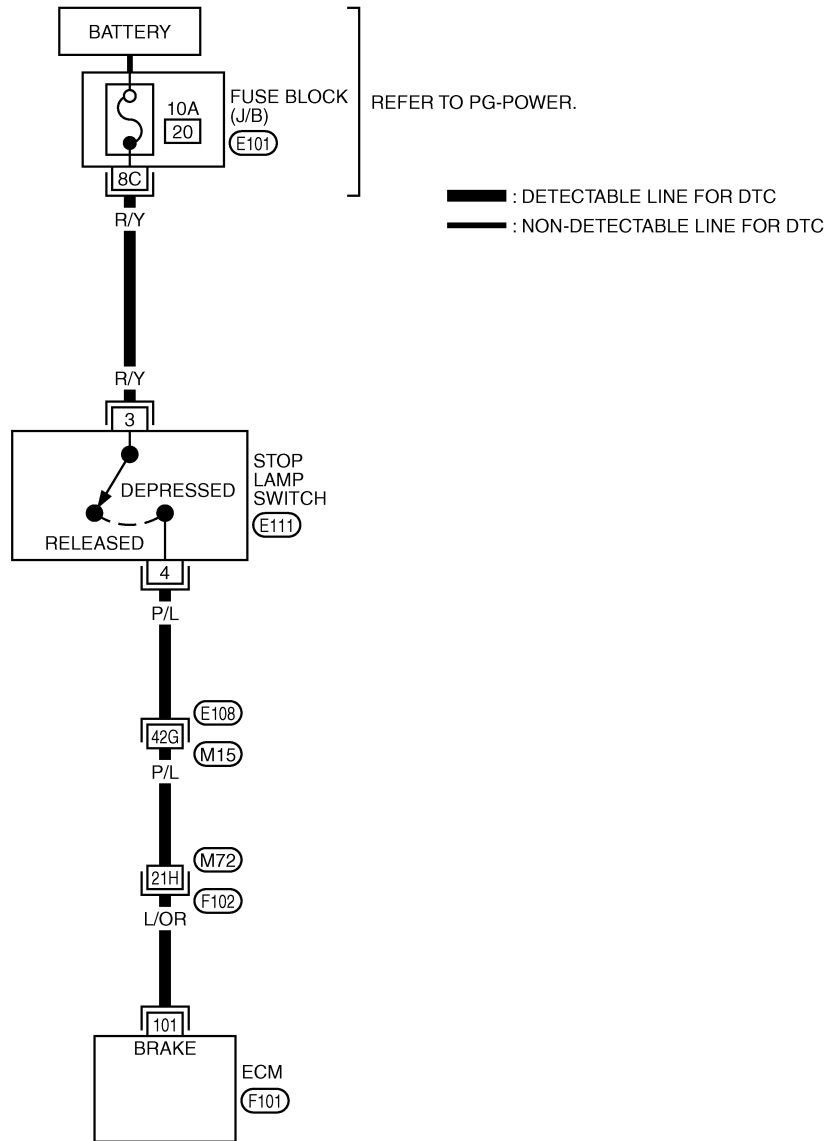 BATTERY
10A
20
FUSE BLOCK
(J/B)
E101
REFER TO PG-POWER.
8C
R/Y
: DETECTABLE LINE FOR DTC
: NON-DETECTABLE LINE FOR DTC
R/Y
3
DEPRESSED
RELEASED
STOP
LAMP
SWITCH
E111
4
P/L
E108
42G
M15
P/L
M72
21H
F102
L/OR
101
BRAKE
ECM
F101